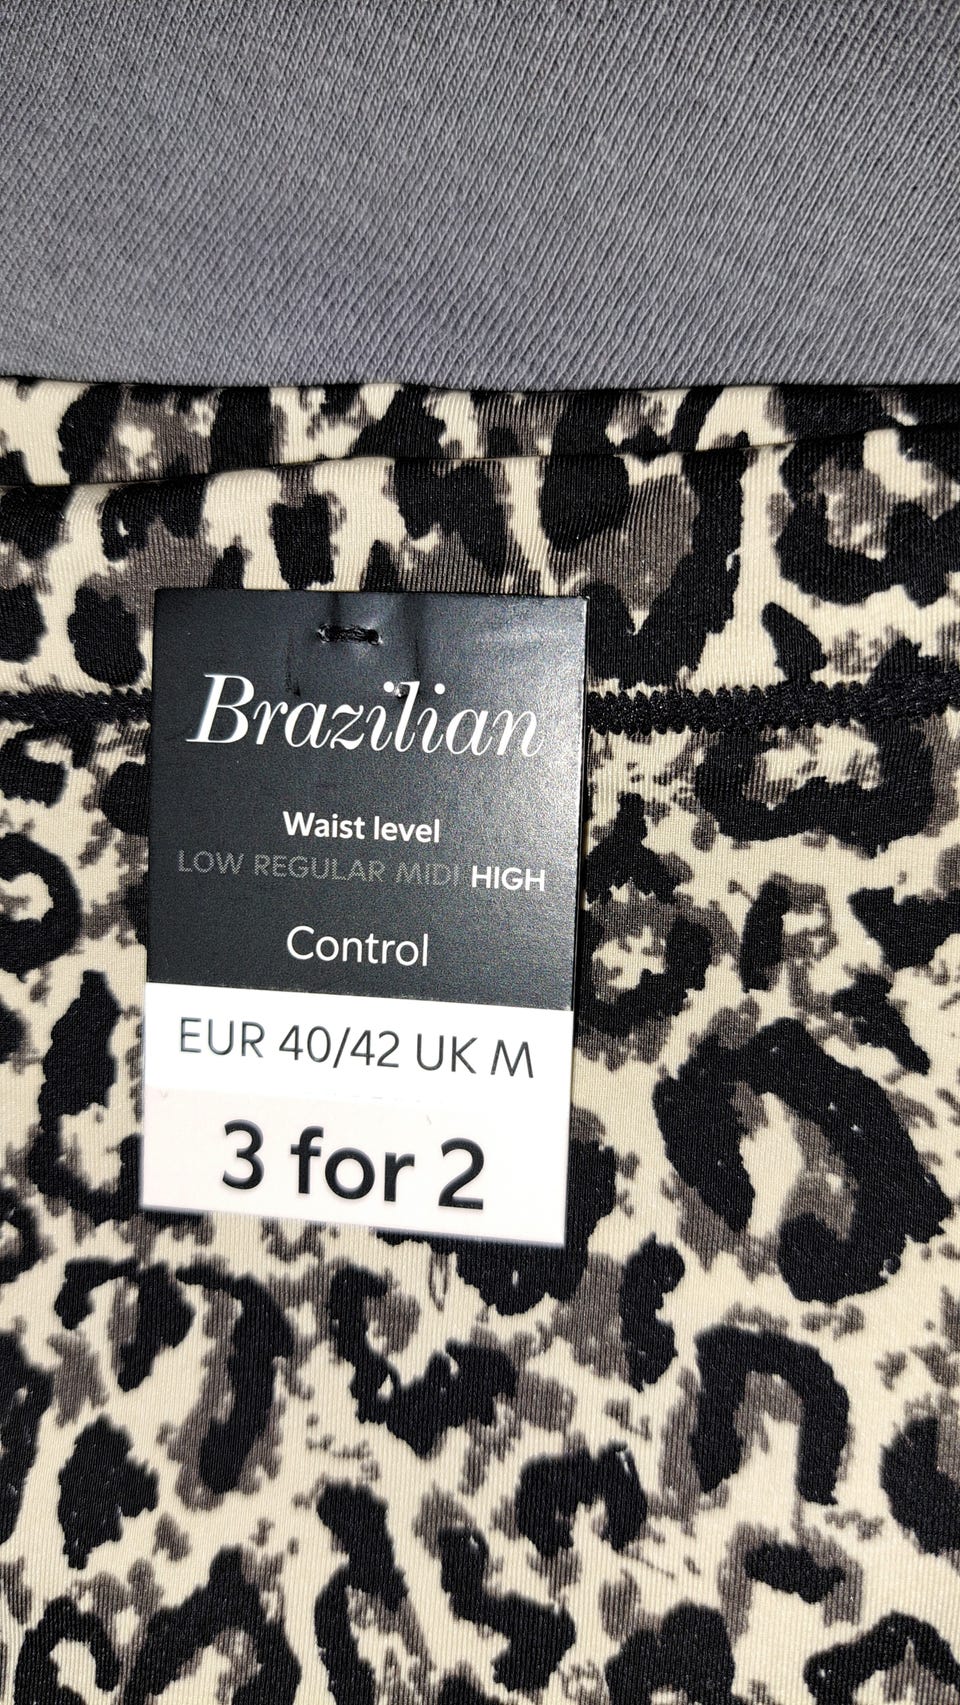 Brazilian
Waist level
LOW REGULAR MIDI HIGH
Control
EUR 40/42 UK M
3 for 2